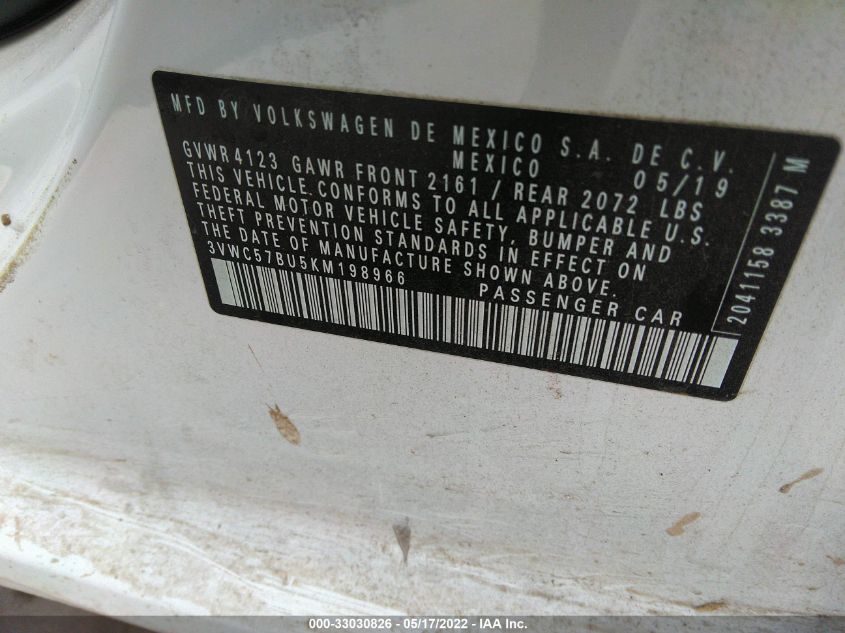 MFD BY VOLKSWAGEN DE MEXICO S.A. DE C.V.
MEXICO 05/19
GVWR 4123 GAWR FRONT 2161 / REAR 2072 LBS
THIS VEHICLE CONFORMS TO ALL APPLICABLE U.S.
FEDERAL MOTOR VEHICLE SAFETY, BUMPER AND
THEFT PREVENTION STANDARDS IN EFFECT ON
THE DATE OF MANUFACTURE SHOWN ABOVE.
3VWC57BU5KM198966 PASSENGER CAR
2041158 3387 M
000-33030826 - 05/17/2022 - IAA Inc.